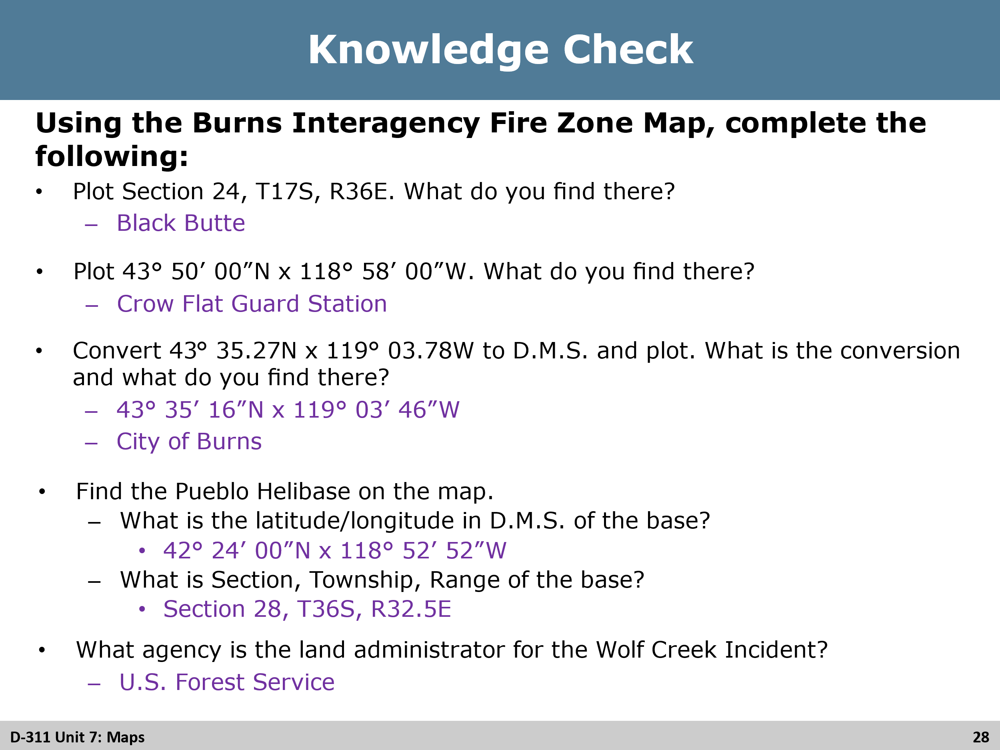 Knowledge Check
Using the Burns Interagency Fire Zone Map, complete the
following:
• Plot Section 24, T17S, R36E. What do you find there?
– Black Butte
• Plot 43° 50′ 00″N x 118° 58′ 00″W. What do you find there?
– Crow Flat Guard Station
• Convert 43° 35.27N x 119° 03.78W to D.M.S. and plot. What is the conversion
and what do you find there?
– 43° 35′ 16″N x 119° 03′ 46″W
– City of Burns
• Find the Pueblo Helibase on the map.
– What is the latitude/longitude in D.M.S. of the base?
• 42° 24′ 00″N x 118° 52′ 52″W
– What is Section, Township, Range of the base?
• Section 28, T36S, R32.5E
• What agency is the land administrator for the Wolf Creek Incident?
– U.S. Forest Service
D-311 Unit 7: Maps
28